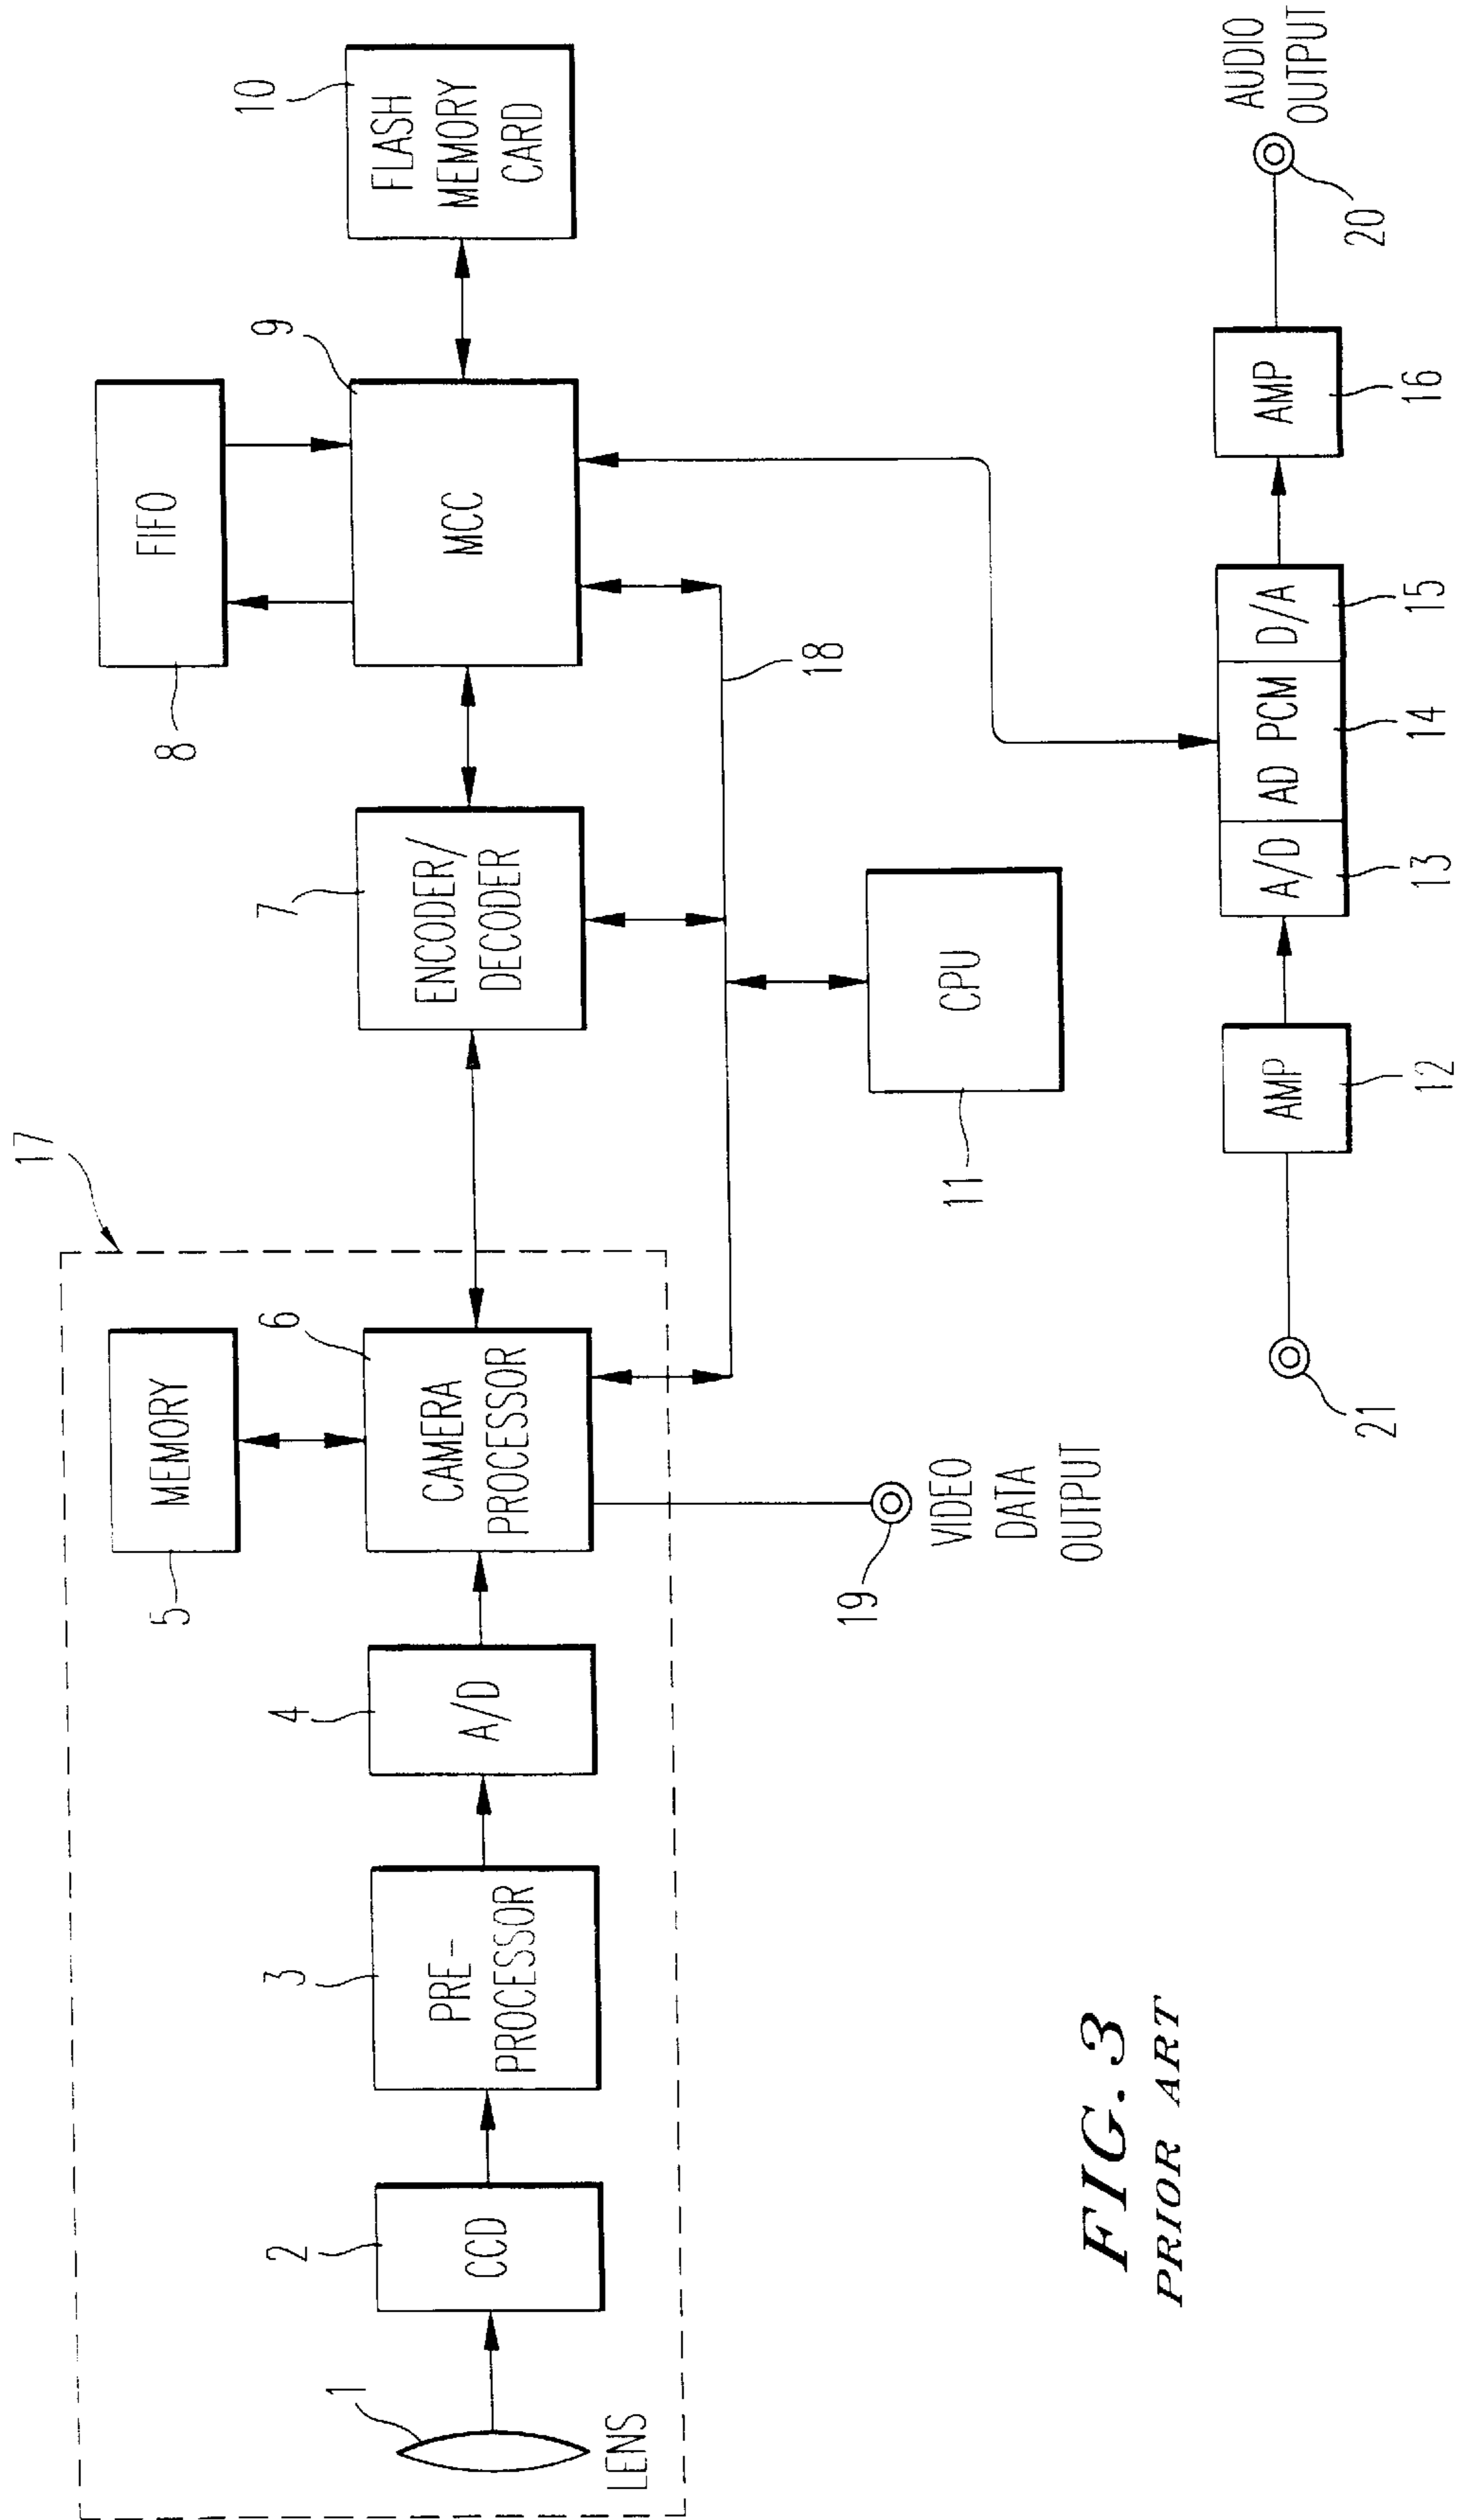 17
5
MEMORY
8
FIFO
1
LENS
2
CCD
3
PRE-
PROCESSOR
4
A/D
6
CAMERA
PROCESSOR
7
ENCODER/
DECODER
9
MCC
10
FLASH
MEMORY
CARD
18
19
VIDEO
DATA
OUTPUT
11
CPU
21
AMP
12
A/D
13
AD PCM
14
D/A
15
AMP
16
20
AUDIO
OUTPUT
FIG. 3
PRIOR ART